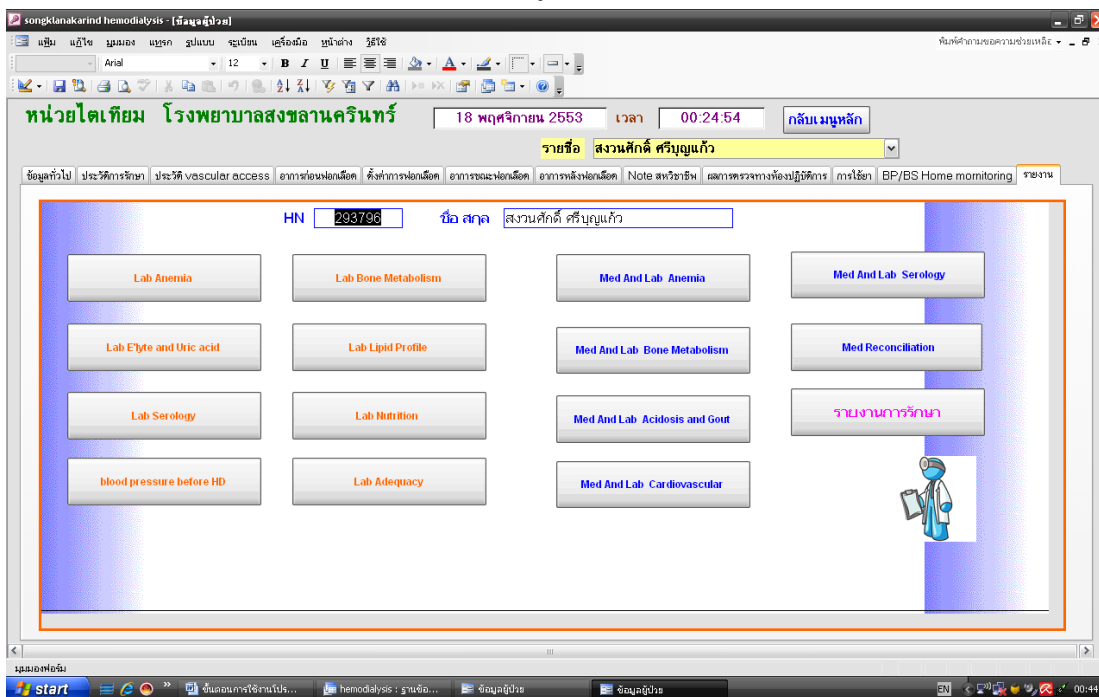 songklanakarind hemodialysis - [ข้อมูลผู้ป่วย]
แฟ้ม แก้ไข มุมมอง แทรก รูปแบบ ระเบียน เครื่องมือ หน้าต่าง วิธีใช้ พิมพ์คำถามขอความช่วยเหลือ
Arial 12 B I U
หน่วยไตเทียม โรงพยาบาลสงขลานครินทร์ 18 พฤศจิกายน 2553 เวลา 00:24:54 กลับเมนูหลัก
รายชื่อ สงวนศักดิ์ ศรีบุญแก้ว
ข้อมูลทั่วไป ประวัติการรักษา ประวัติ vascular access อาการก่อนฟอกเลือด ตั้งค่าการฟอกเลือด อาการขณะฟอกเลือด อาการหลังฟอกเลือด Note สหวิชาชีพ ผลการตรวจทางห้องปฏิบัติการ การใช้ยา BP/BS Home mornitoring รายงาน
HN 293796 ชื่อ สกุล สงวนศักดิ์ ศรีบุญแก้ว
Lab Anemia Lab Bone Metabolism Med And Lab Anemia Med And Lab Serology
Lab E'lyte and Uric acid Lab Lipid Profile Med And Lab Bone Metabolism Med Reconciliation
Lab Serology Lab Nutrition Med And Lab Acidosis and Gout รายงานการรักษา
blood pressure before HD Lab Adequacy Med And Lab Cardiovascular
มุมมองฟอร์ม
start ขั้นตอนการใช้งานโปร... hemodialysis : ฐานข้อ... ข้อมูลผู้ป่วย ข้อมูลผู้ป่วย EN 00:44